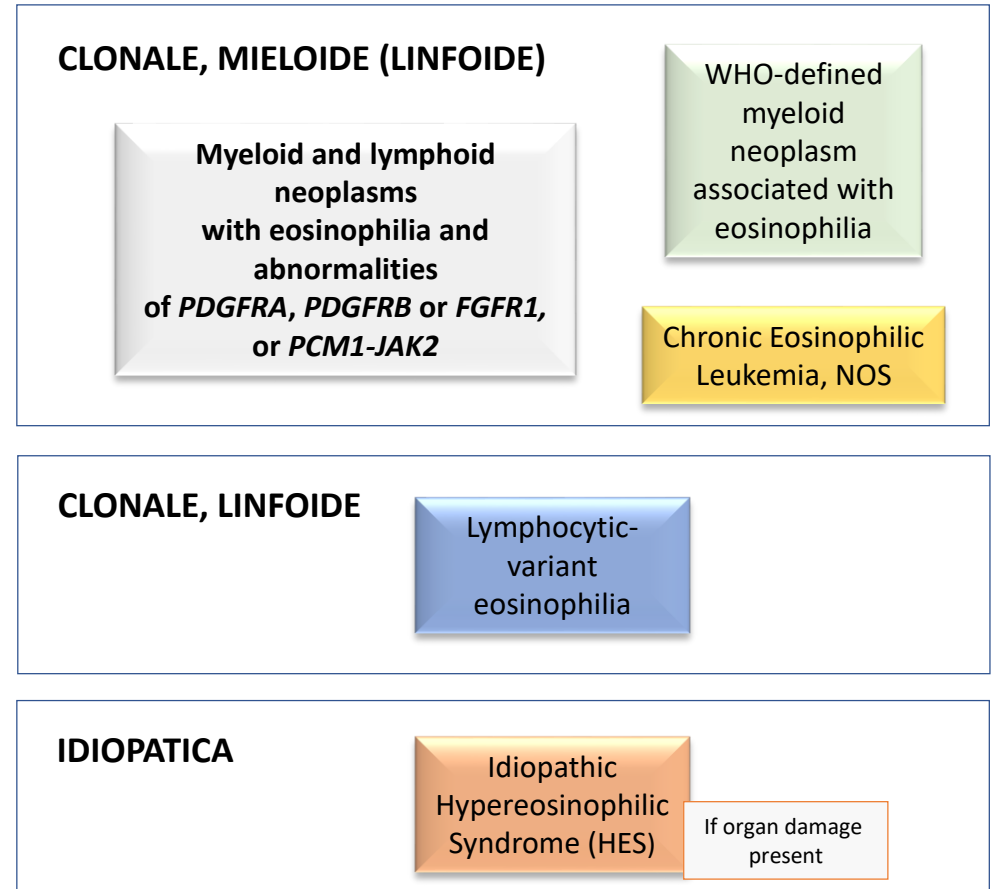 CLONALE, MIELOIDE (LINFOIDE)
Myeloid and lymphoid
neoplasms
with eosinophilia and
abnormalities
of PDGFRA, PDGFRB or FGFR1,
or PCM1-JAK2
WHO-defined
myeloid
neoplasm
associated with
eosinophilia
Chronic Eosinophilic
Leukemia, NOS
CLONALE, LINFOIDE
Lymphocytic-
variant
eosinophilia
IDIOPATICA
Idiopathic
Hypereosinophilic
Syndrome (HES)
If organ damage
present